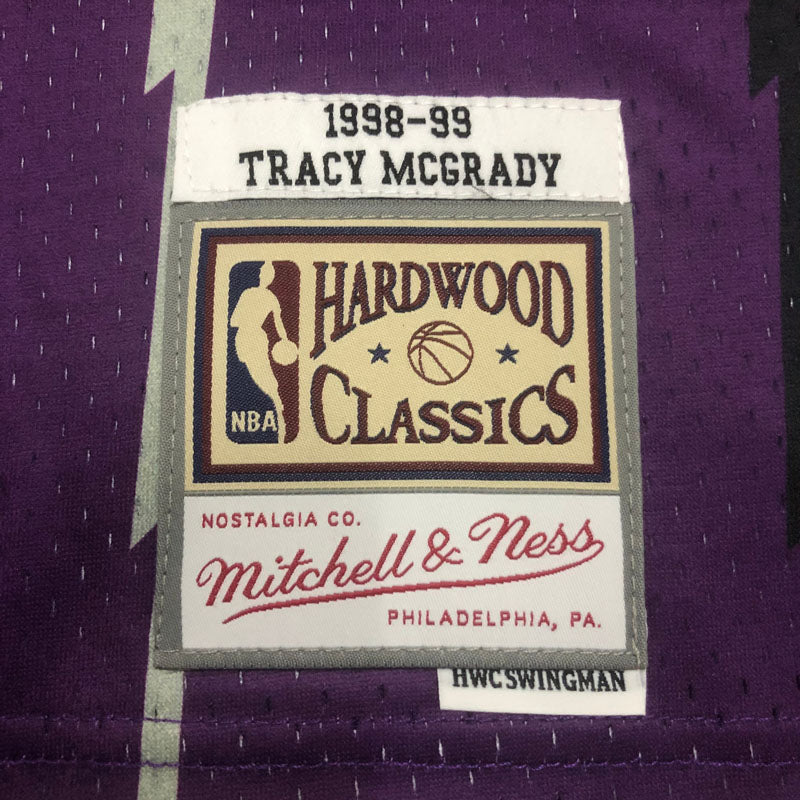 1998-99
TRACY MCGRADY
HARDWOOD
CLASSICS
NBA
NOSTALGIA CO.
Mitchell & Ness
PHILADELPHIA, PA.
HWC SWINGMAN